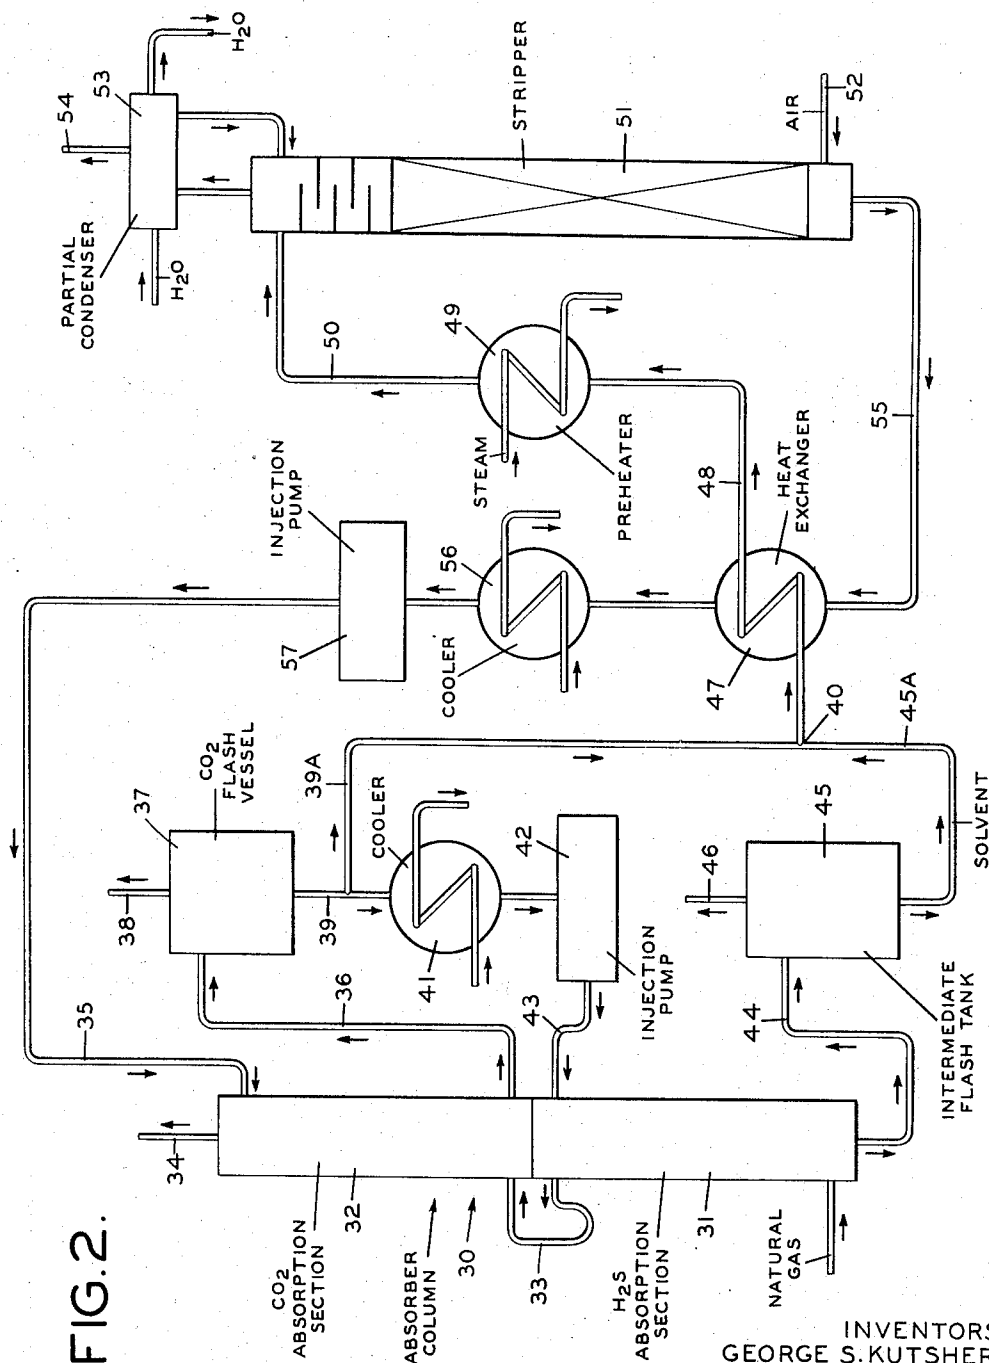 FIG.2.
H2O
54
53
PARTIAL
CONDENSER
H2O
STRIPPER
51
AIR
52
50
49
STEAM
PREHEATER
55
48
HEAT
EXCHANGER
47
INJECTION
PUMP
57
56
COOLER
40
45A
39A
CO2
FLASH
VESSEL
37
38
39
COOLER
41
42
INJECTION
PUMP
43
36
35
34
46
45
SOLVENT
44
INTERMEDIATE
FLASH TANK
CO2
ABSORPTION
SECTION
32
ABSORBER
COLUMN
30
33
H2S
ABSORPTION
SECTION
31
NATURAL
GAS
INVENTORS
GEORGE S.KUTSHER